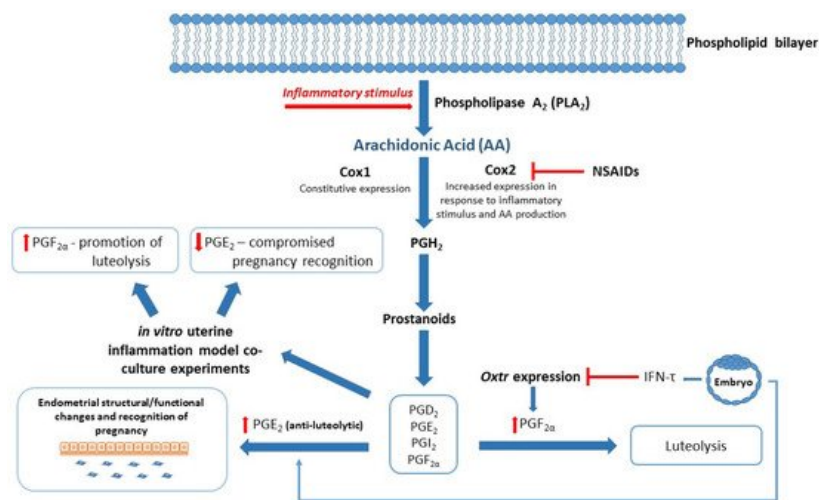 Phospholipid bilayer
Inflammatory stimulus
Phospholipase A₂ (PLA₂)
Arachidonic Acid (AA)
Cox1
Constitutive expression
Cox2
Increased expression in
response to inflammatory
stimulus and AA production
NSAIDs
PGF₂α - promotion of
luteolysis
PGE₂ – compromised
pregnancy recognition
PGH₂
Prostanoids
in vitro uterine
inflammation model co-
culture experiments
Oxtr expression
IFN-τ
Embryo
Endometrial structural/functional
changes and recognition of
pregnancy
PGE₂ (anti-luteolytic)
PGD₂
PGE₂
PGI₂
PGF₂α
PGF₂α
Luteolysis